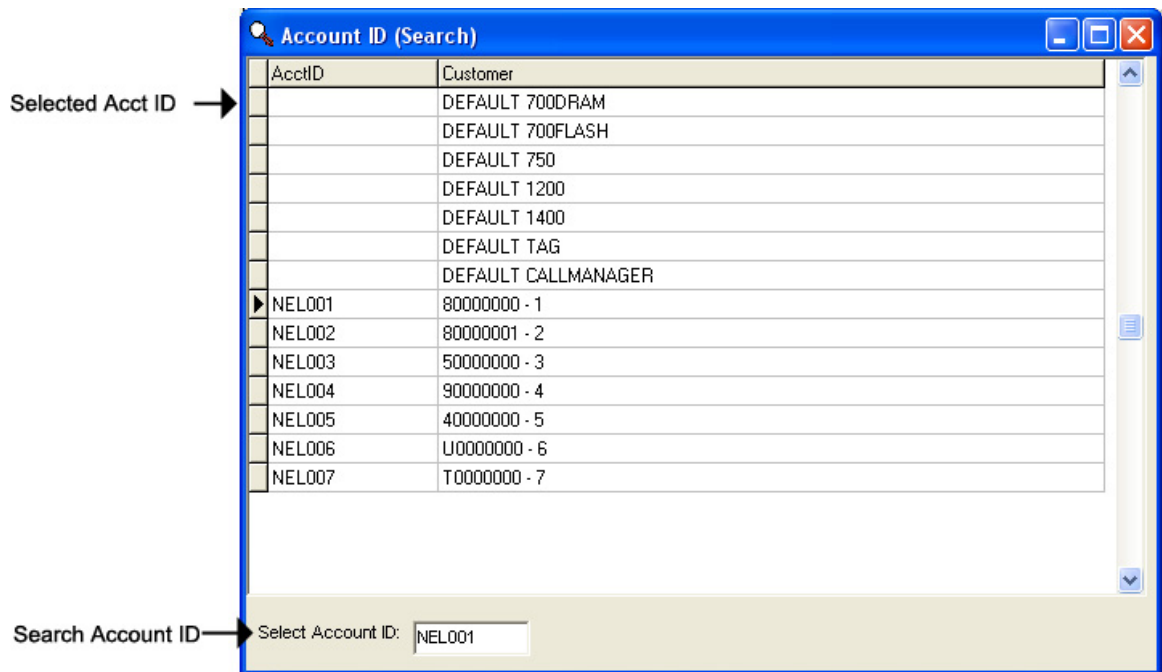 Account ID (Search)
AcctID Customer
Selected Acct ID
DEFAULT 700DRAM
DEFAULT 700FLASH
DEFAULT 750
DEFAULT 1200
DEFAULT 1400
DEFAULT TAG
DEFAULT CALLMANAGER
NEL001 80000000 - 1
NEL002 80000001 - 2
NEL003 50000000 - 3
NEL004 90000000 - 4
NEL005 40000000 - 5
NEL006 U0000000 - 6
NEL007 T0000000 - 7
Search Account ID Select Account ID: NEL001